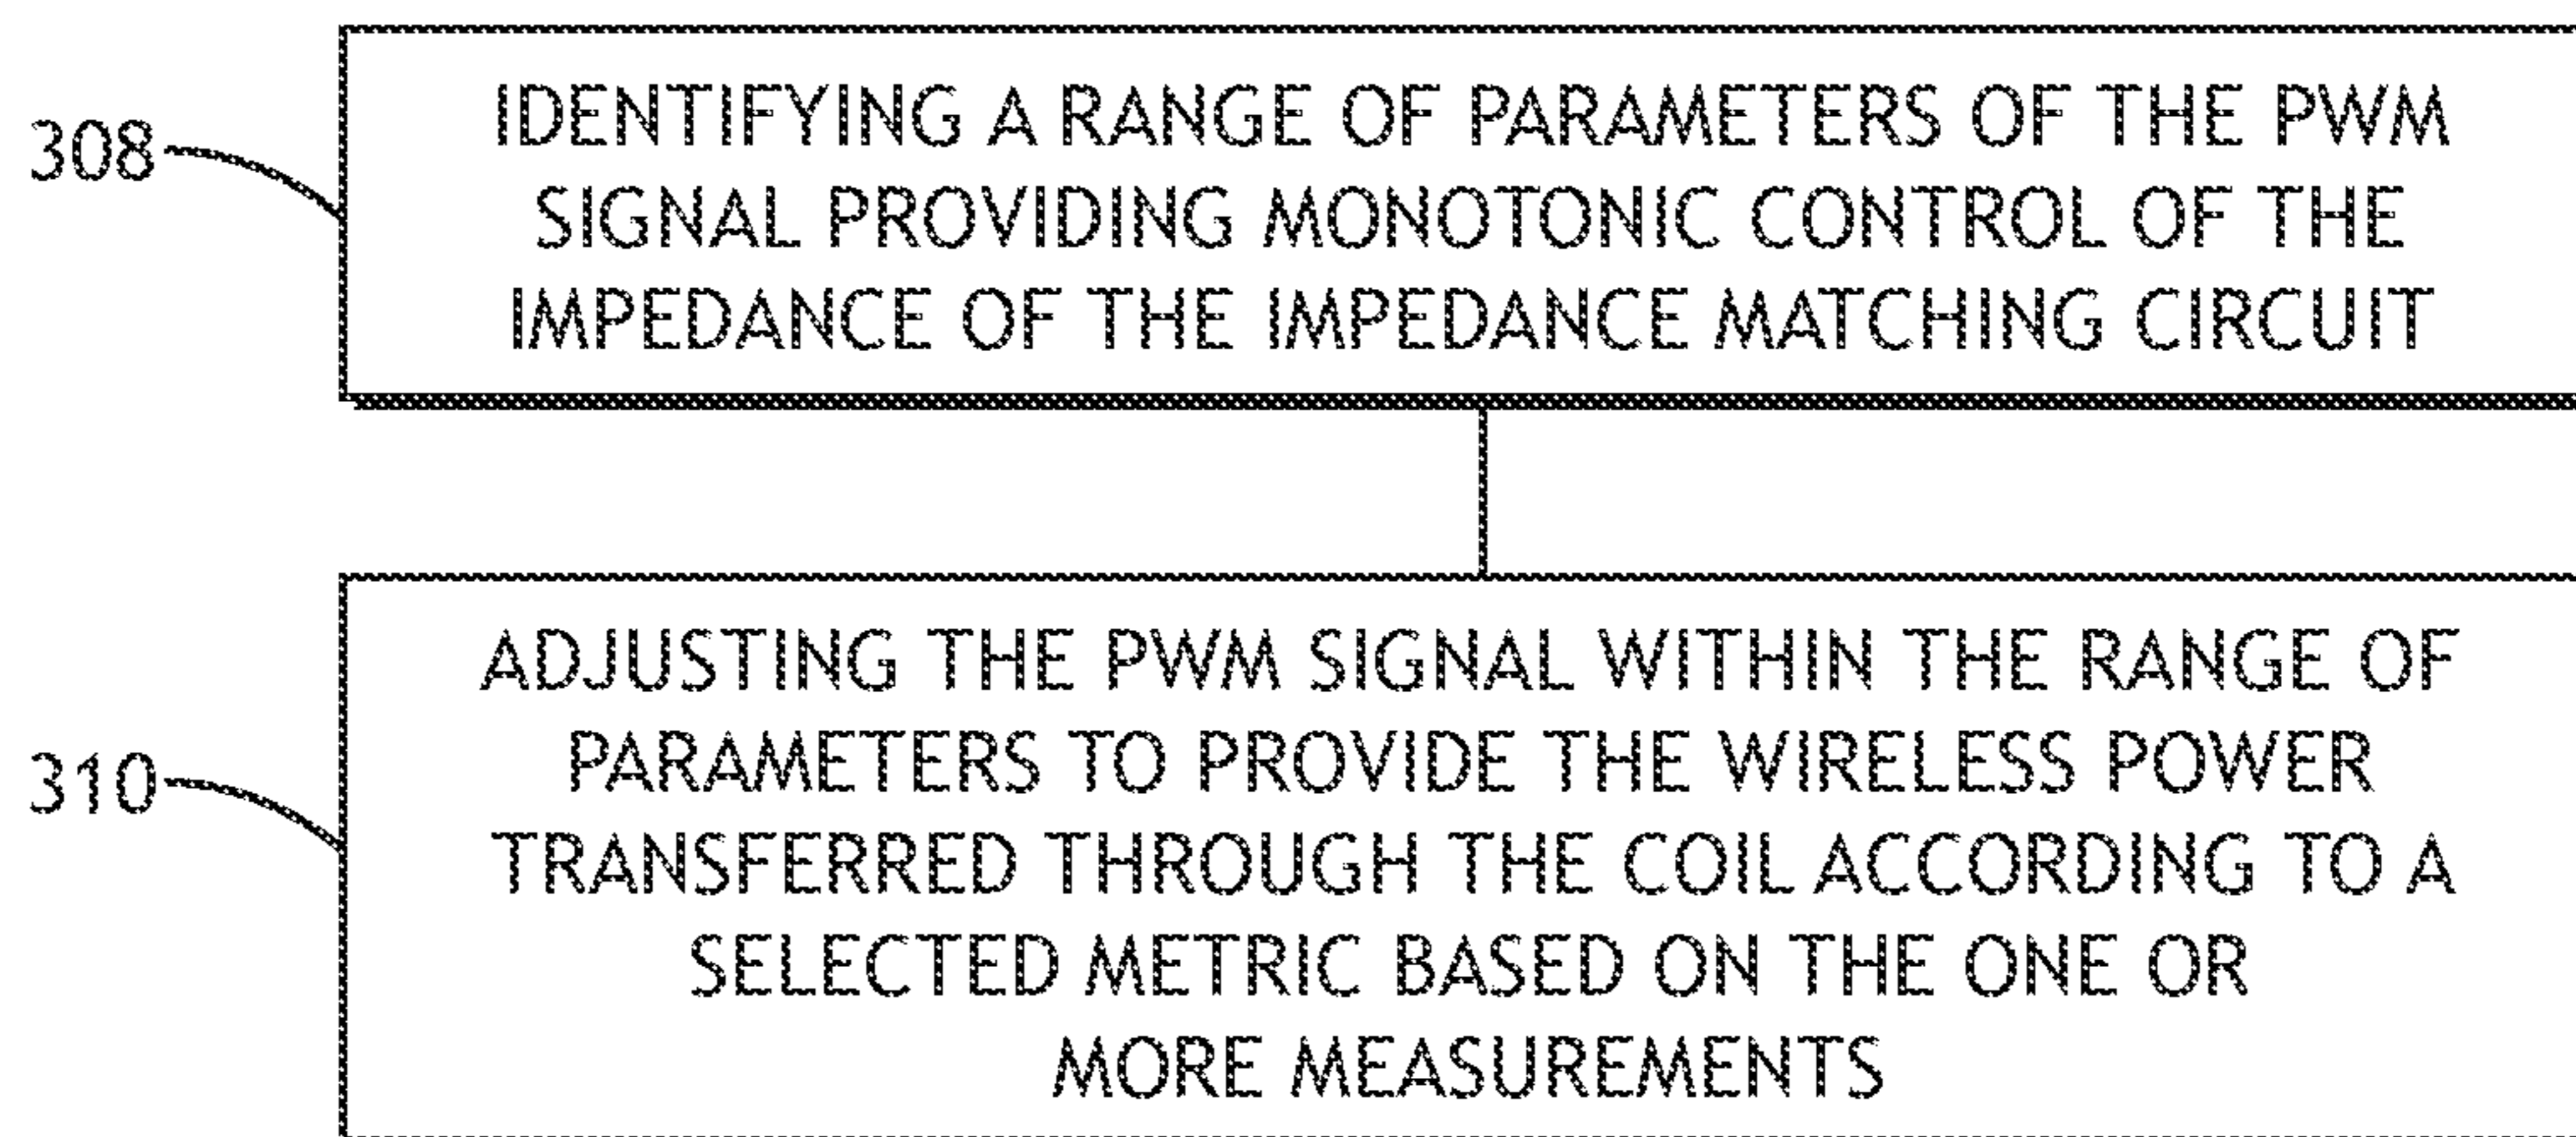 308
IDENTIFYING A RANGE OF PARAMETERS OF THE PWM
SIGNAL PROVIDING MONOTONIC CONTROL OF THE
IMPEDANCE OF THE IMPEDANCE MATCHING CIRCUIT
310
ADJUSTING THE PWM SIGNAL WITHIN THE RANGE OF
PARAMETERS TO PROVIDE THE WIRELESS POWER
TRANSFERRED THROUGH THE COIL ACCORDING TO A
SELECTED METRIC BASED ON THE ONE OR
MORE MEASUREMENTS